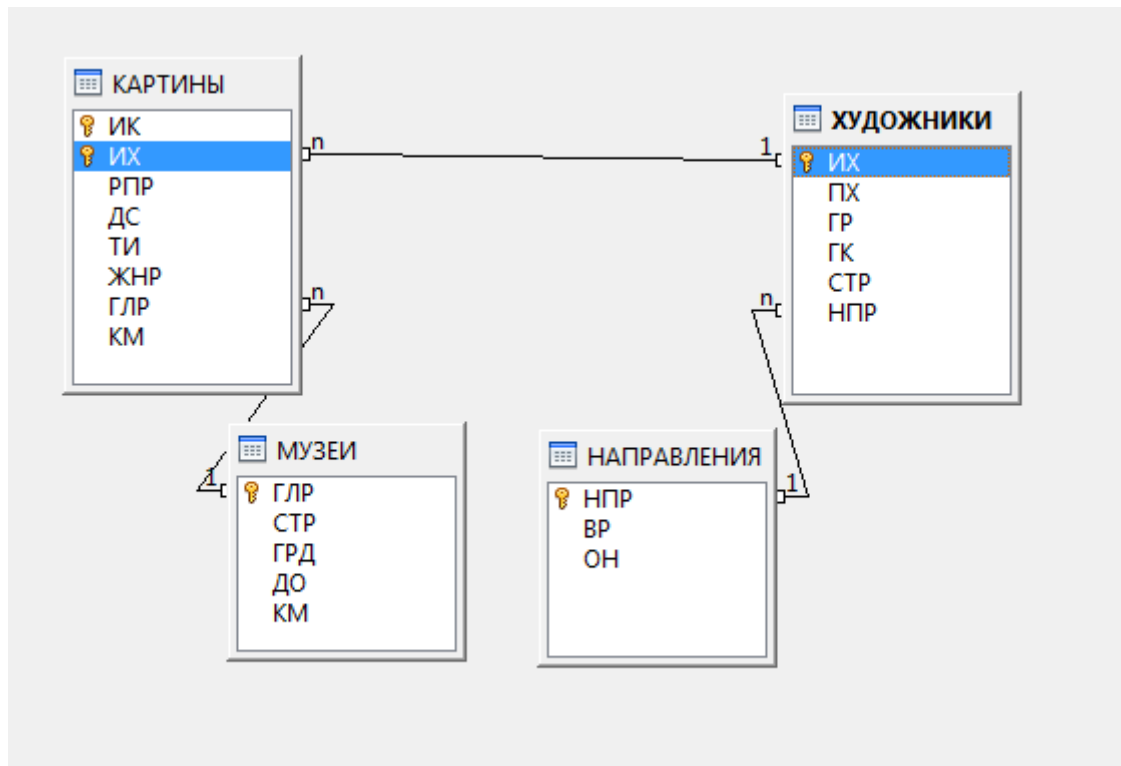 КАРТИНЫ
ИК
ИХ
РПР
ДС
ТИ
ЖНР
ГЛР
КМ
n
1
ХУДОЖНИКИ
ИХ
ПХ
ГР
ГК
СТР
НПР
n
n
МУЗЕИ
1
ГЛР
СТР
ГРД
ДО
КМ
НАПРАВЛЕНИЯ
1
НПР
ВР
ОН